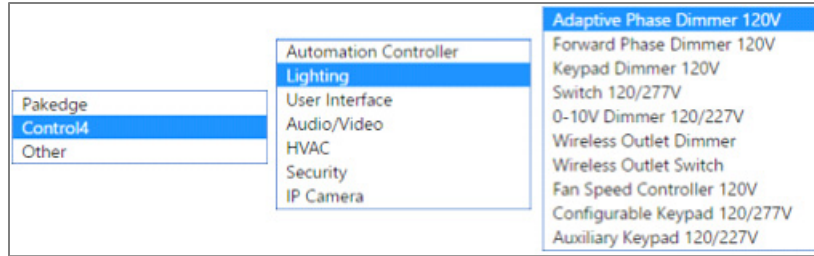 Pakedge
Control4
Other
Automation Controller
Lighting
User Interface
Audio/Video
HVAC
Security
IP Camera
Adaptive Phase Dimmer 120V
Forward Phase Dimmer 120V
Keypad Dimmer 120V
Switch 120/277V
0-10V Dimmer 120/227V
Wireless Outlet Dimmer
Wireless Outlet Switch
Fan Speed Controller 120V
Configurable Keypad 120/277V
Auxiliary Keypad 120/227V